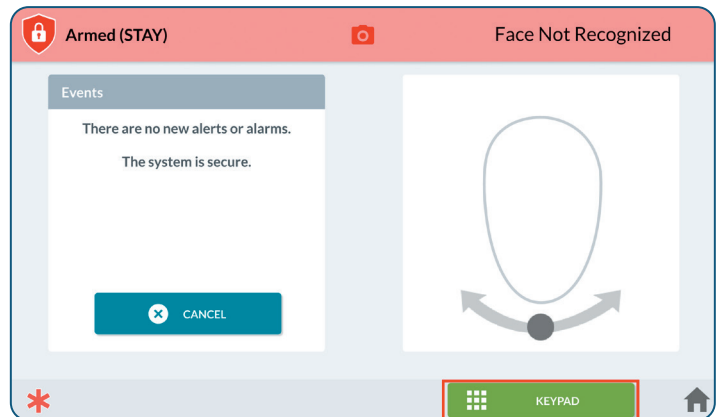 Armed (STAY)
Face Not Recognized
Events
There are no new alerts or alarms.
The system is secure.
CANCEL
KEYPAD